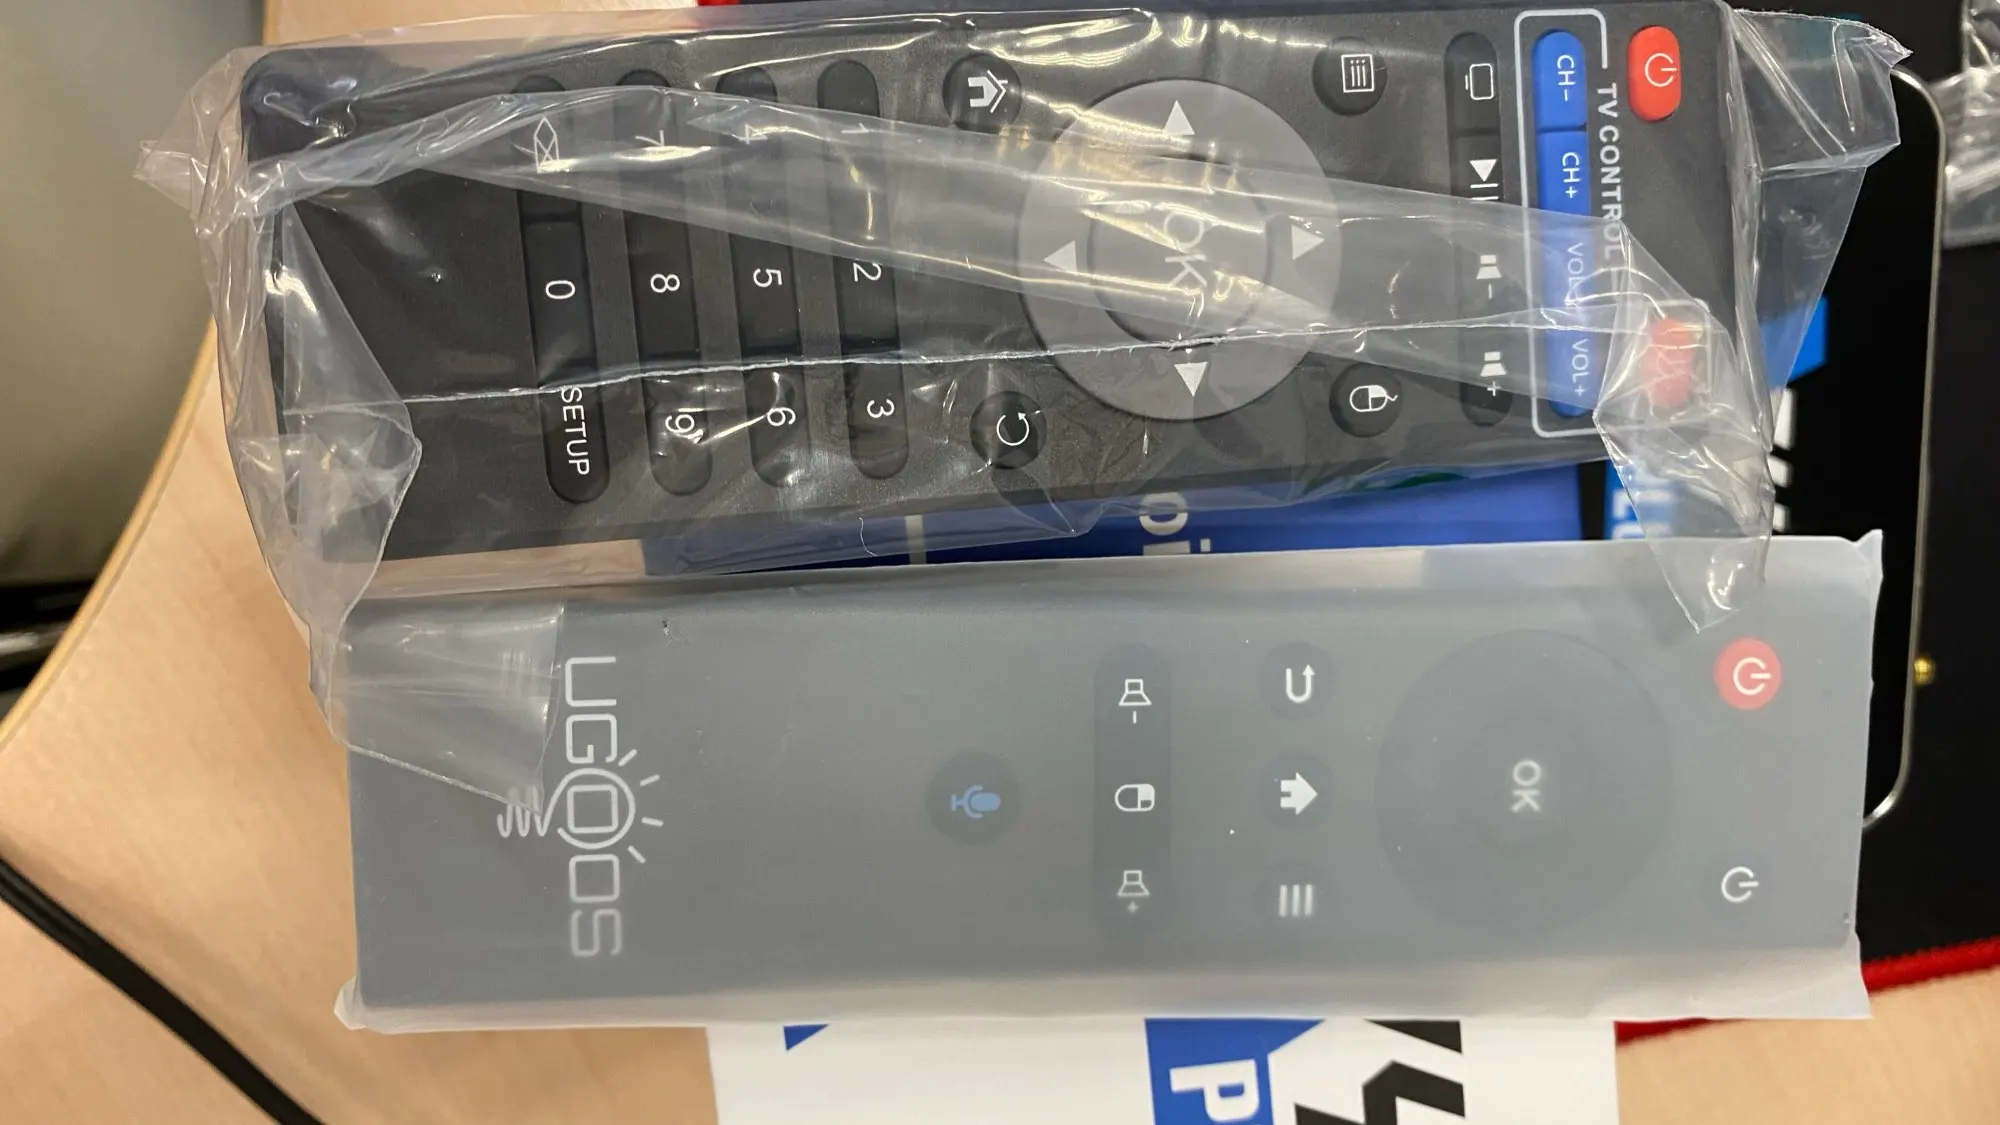 TV CONTROL
CH- CH+ VOL- VOL+
OK
1 2 3
4 5 6
7 8 9
0 SETUP
OK
UGOOS
oi
P